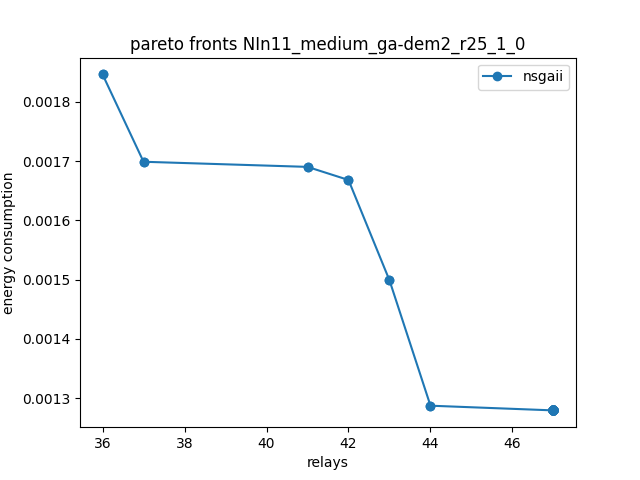 pareto fronts NIn11_medium_ga-dem2_r25_1_0
nsgaii
energy consumption
0.0018
0.0017
0.0016
0.0015
0.0014
0.0013
36 38 40 42 44 46
relays